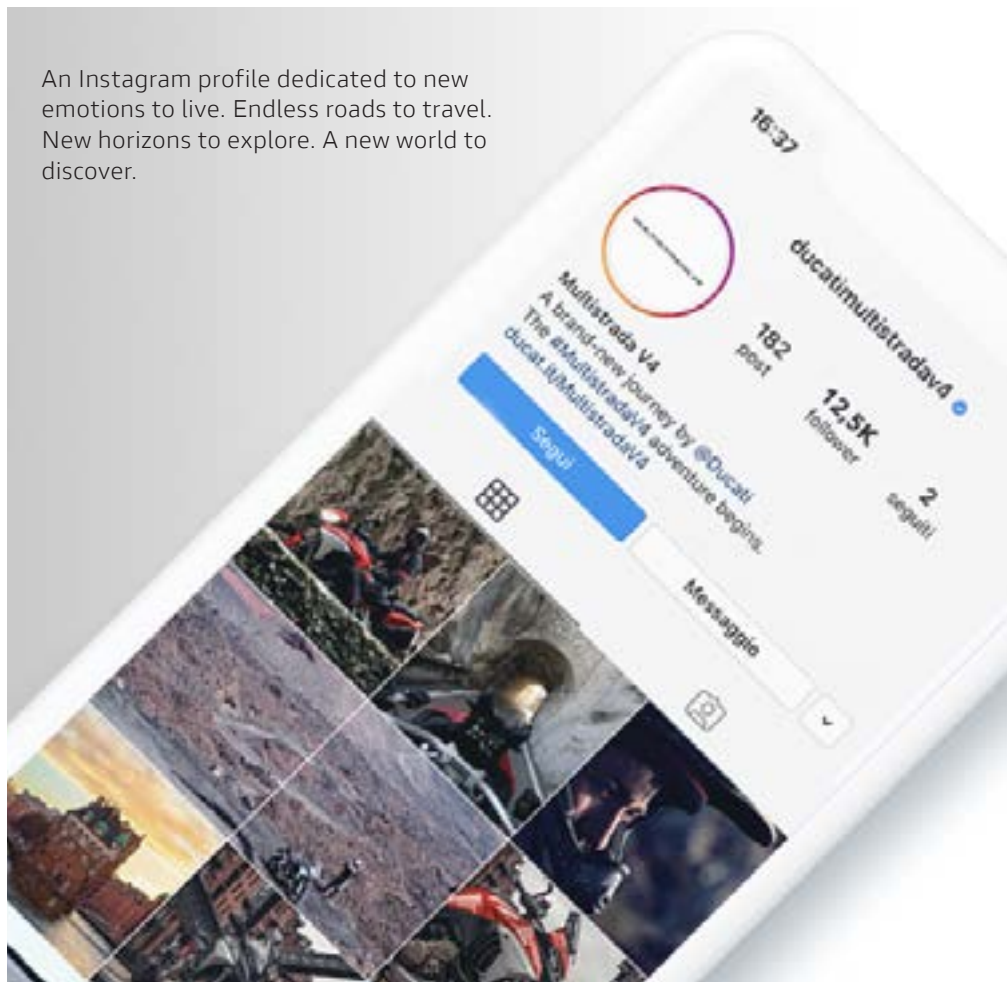 An Instagram profile dedicated to new
emotions to live. Endless roads to travel.
New horizons to explore. A new world to
discover.
16:37
ducatimultistradav4
182
post
12,5K
follower
2
seguiti
Multistrada V4
A brand-new journey by @Ducati
The #MultistradaV4 adventure begins.
ducat.it/MultistradaV4
Segui
Messaggio